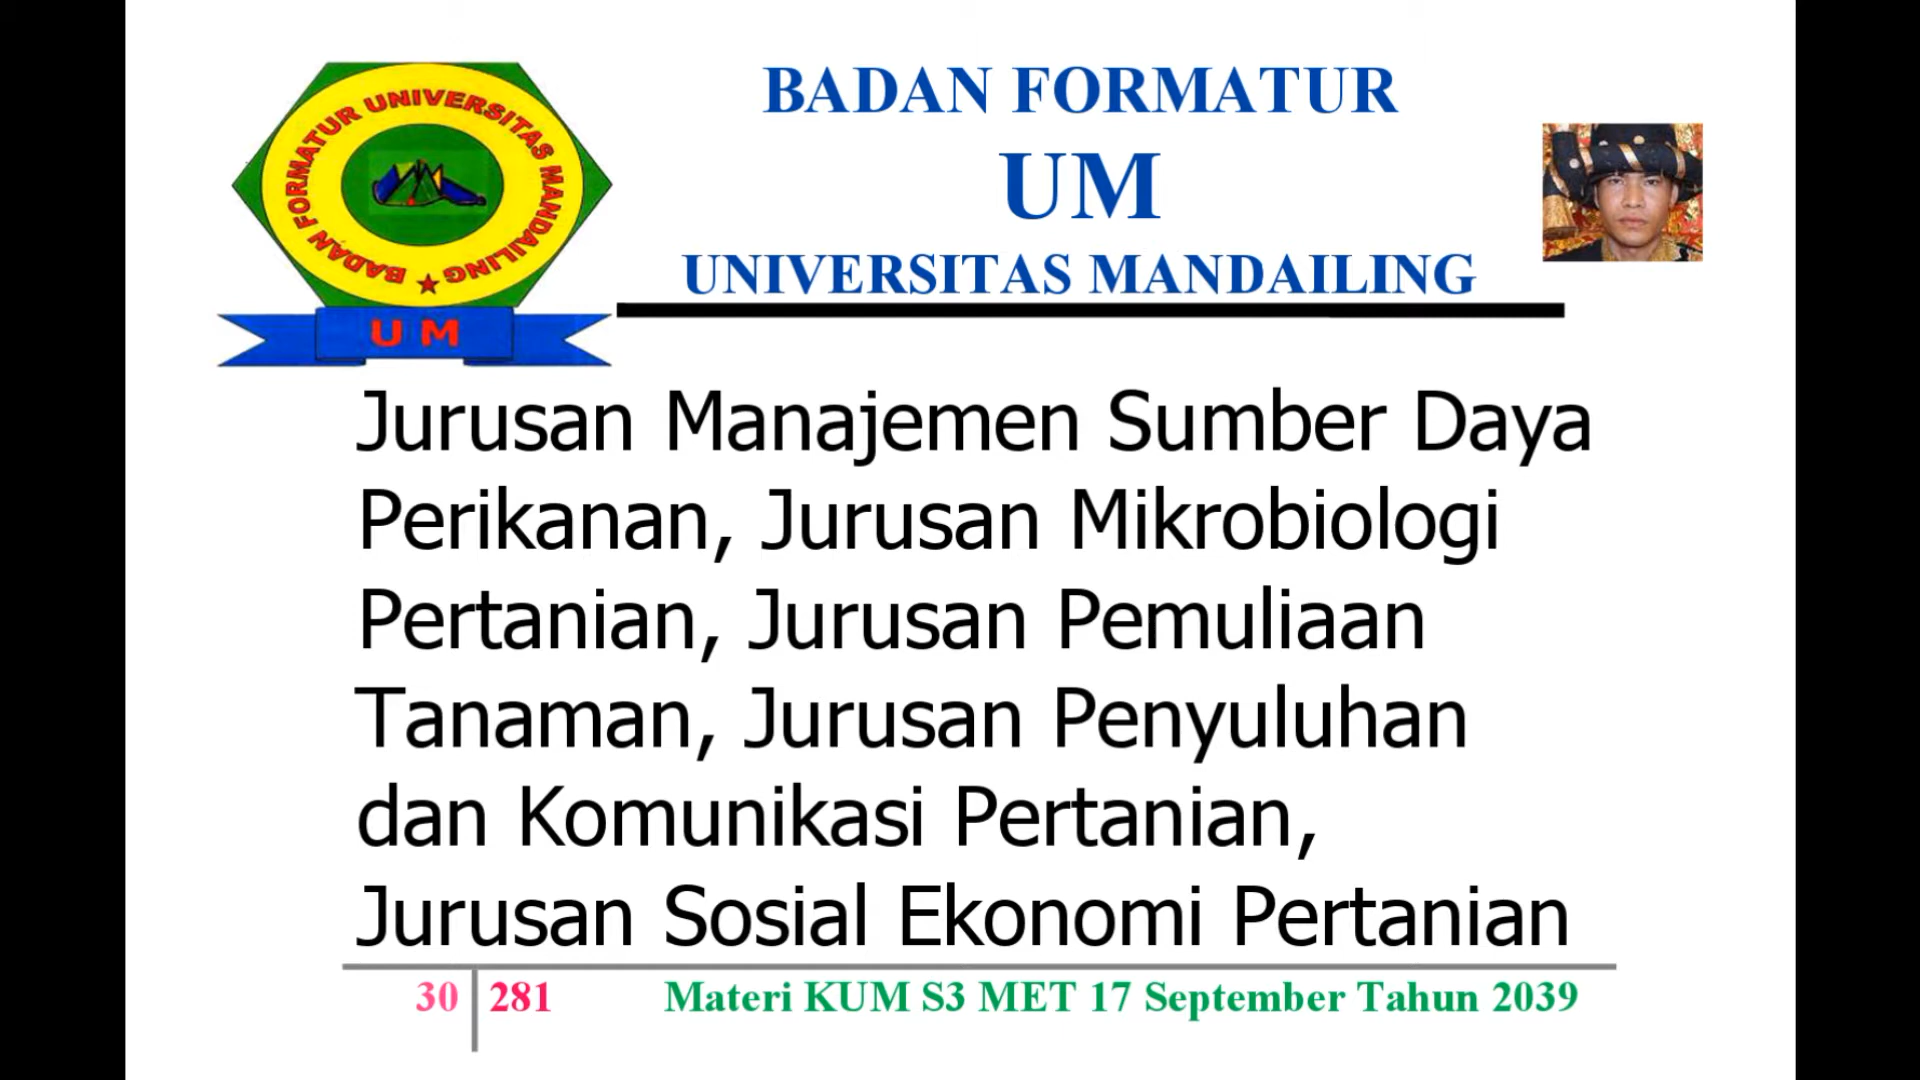 BADAN FORMATUR UNIVERSITAS MANDAILING
U M
BADAN FORMATUR
UM
UNIVERSITAS MANDAILING
Jurusan Manajemen Sumber Daya
Perikanan, Jurusan Mikrobiologi
Pertanian, Jurusan Pemuliaan
Tanaman, Jurusan Penyuluhan
dan Komunikasi Pertanian,
Jurusan Sosial Ekonomi Pertanian
30 281 Materi KUM S3 MET 17 September Tahun 2039